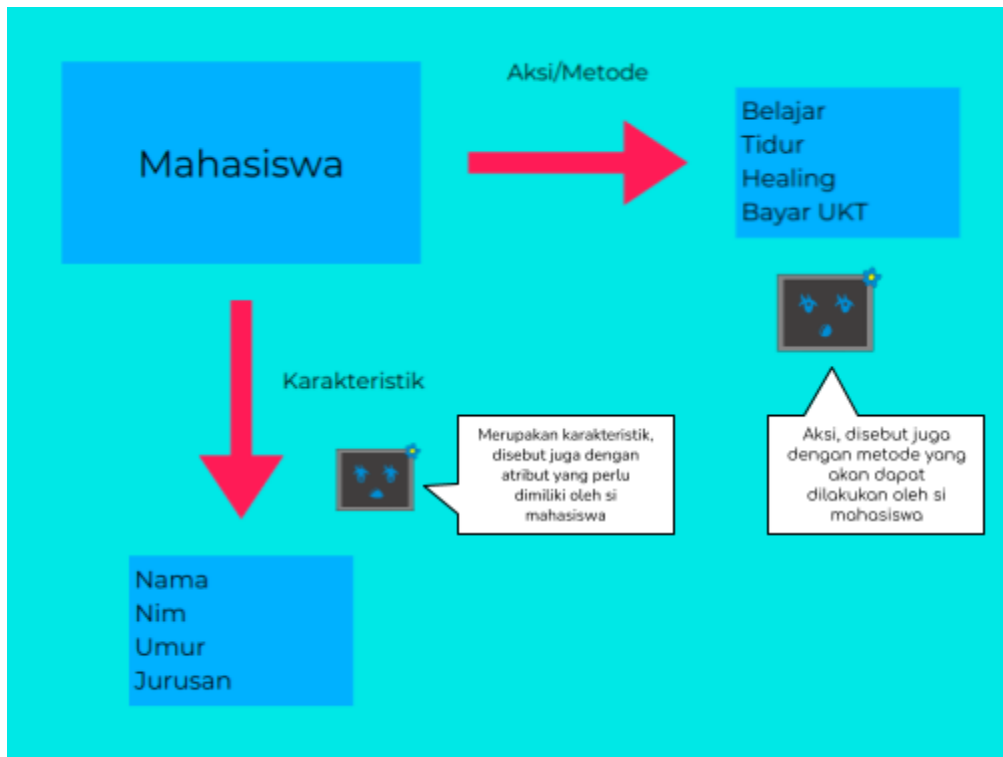 Mahasiswa
Aksi/Metode
Belajar
Tidur
Healing
Bayar UKT
Karakteristik
Merupakan karakteristik,
disebut juga dengan
atribut yang perlu
dimiliki oleh si
mahasiswa
Aksi, disebut juga
dengan metode yang
akan dapat
dilakukan oleh si
mahasiswa
Nama
Nim
Umur
Jurusan